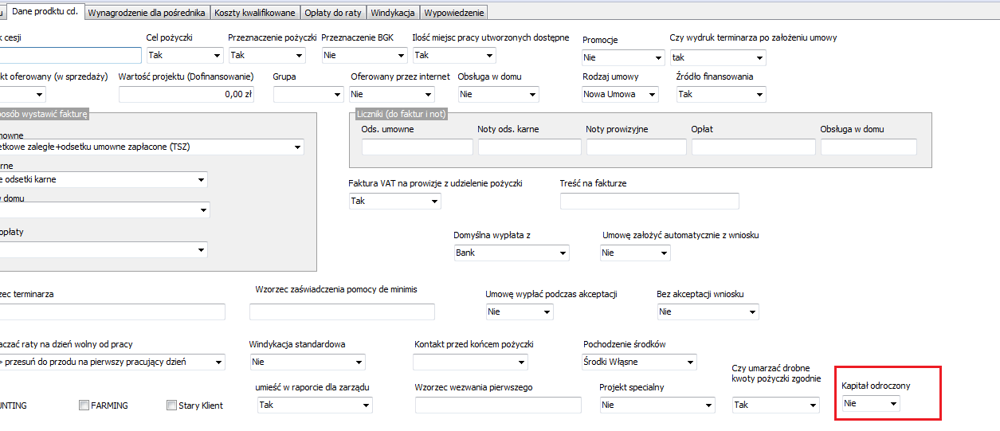 Dane prodktu cd. Wynagrodzenie dla pośrednika Koszty kwalifikowane Opłaty do raty Windykacja Wypowiedzenie
cesji Cel pożyczki Przeznaczenie pożyczki Przeznaczenie BGK Ilość miejsc pracy utworzonych dostępne Promocje Czy wydruk terminarza po założeniu umowy
Tak Tak Nie Tak Nie tak
kt oferowany (w sprzedaży) Wartość projektu (Dofinansowanie) Grupa Oferowany przez internet Obsługa w domu Rodzaj umowy Źródło finansowania
0,00 zł Nie Nie Nowa Umowa Tak
osób wystawić fakturę Liczniki (do faktur i not)
mowne Ods. umowne Noty ods. karne Noty prowizyjne Opłat Obsługa w domu
etkowe zaległe+odsetku umowne zapłacone (TSZ)
arne
e odsetki karne
Faktura VAT na prowizje z udzielenie pożyczki Treść na fakturze
w domu
Tak
opłaty Domyślna wypłata z Umowę założyć automatycznie z wniosku
Bank Nie
zec terminarza Wzorzec zaświadczenia pomocy de minimis Umowę wypłać podczas akceptacji Bez akceptacji wniosku
Nie Nie
aczać raty na dzień wolny od pracy Windykacja standardowa Kontakt przed końcem pożyczki Pochodzenie środków
> przesuń do przodu na pierwszy pracujący dzień Nie Środki Własne
Czy umarzać drobne
kwoty pożyczki zgodnie
umieść w raporcie dla zarządu Wzorzec wezwania pierwszego Projekt specjalny Kapitał odroczony
UNTING FARMING Stary Klient Tak Nie Tak Nie